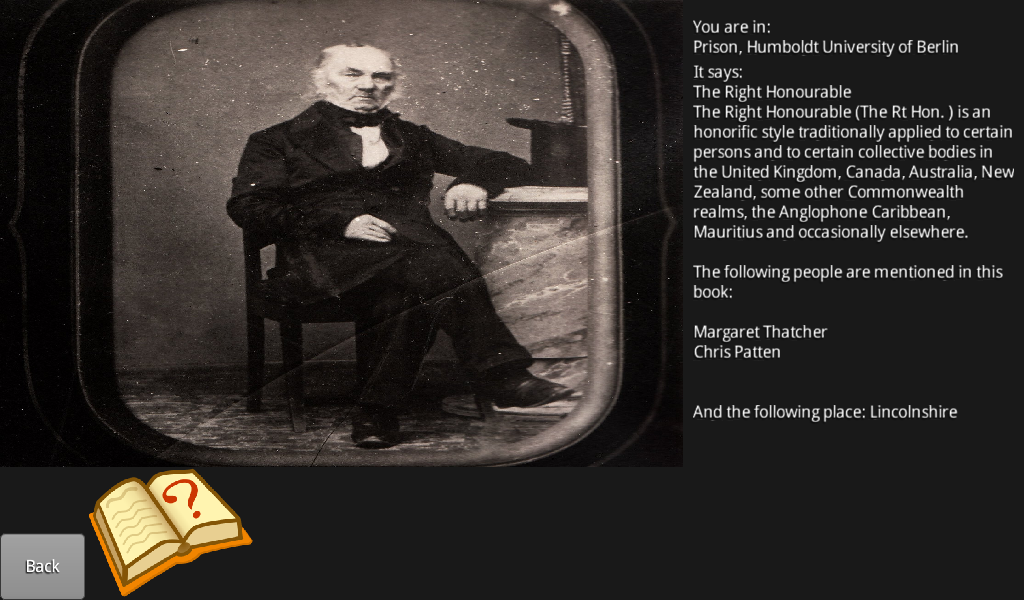 You are in:
Prison, Humboldt University of Berlin
It says:
The Right Honourable
The Right Honourable (The Rt Hon. ) is an
honorific style traditionally applied to certain
persons and to certain collective bodies in
the United Kingdom, Canada, Australia, New
Zealand, some other Commonwealth
realms, the Anglophone Caribbean,
Mauritius and occasionally elsewhere.
The following people are mentioned in this
book:
Margaret Thatcher
Chris Patten
And the following place: Lincolnshire
?
Back